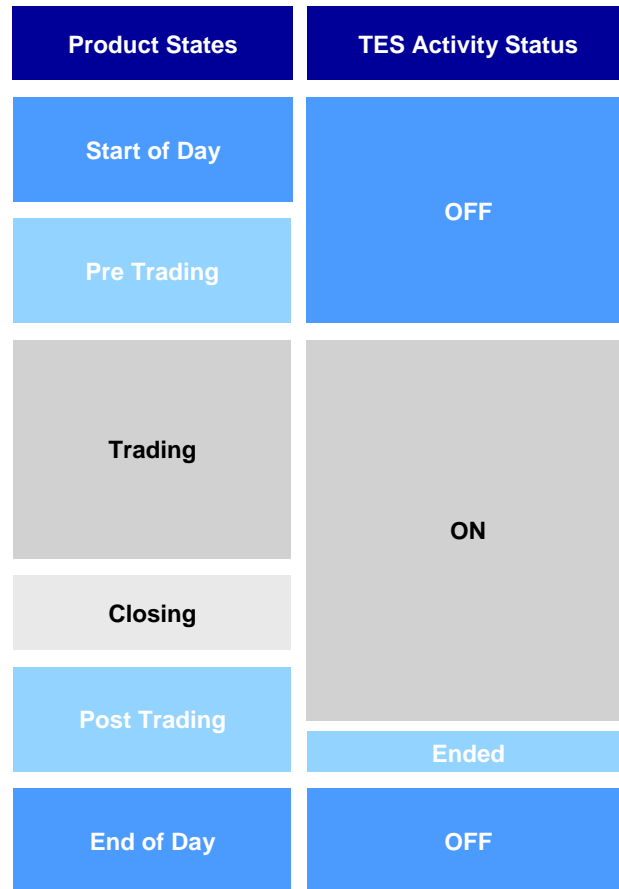 Product States
TES Activity Status
Start of Day
OFF
Pre Trading
Trading
ON
Closing
Post Trading
Ended
End of Day
OFF